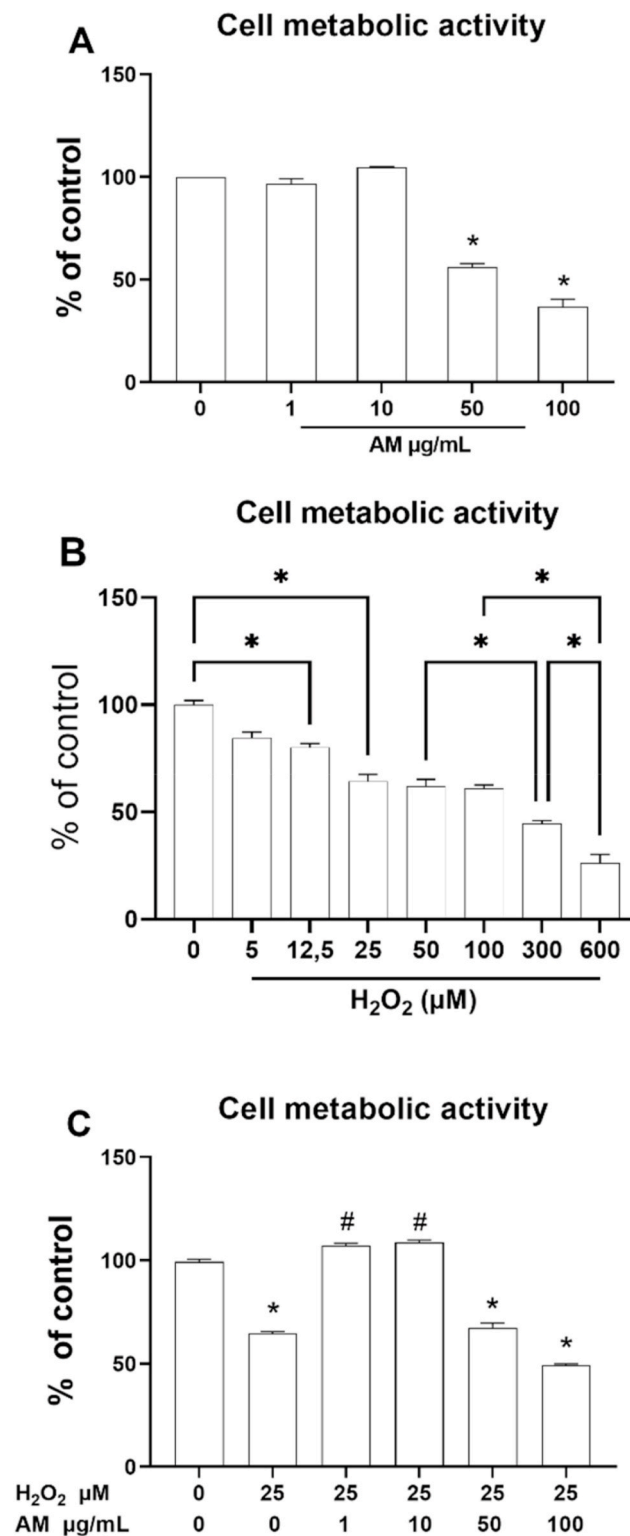 A
Cell metabolic activity
% of control
150
100
50
0
*
*
0 1 10 50 100
AM µg/mL
Cell metabolic activity
B
% of control
150
100
50
0
* *
* * *
0 5 12,5 25 50 100 300 600
H₂O₂ (µM)
Cell metabolic activity
C
% of control
150
100
50
0
# #
* * *
H₂O₂ µM 0 25 25 25 25 25
AM µg/mL 0 0 1 10 50 100